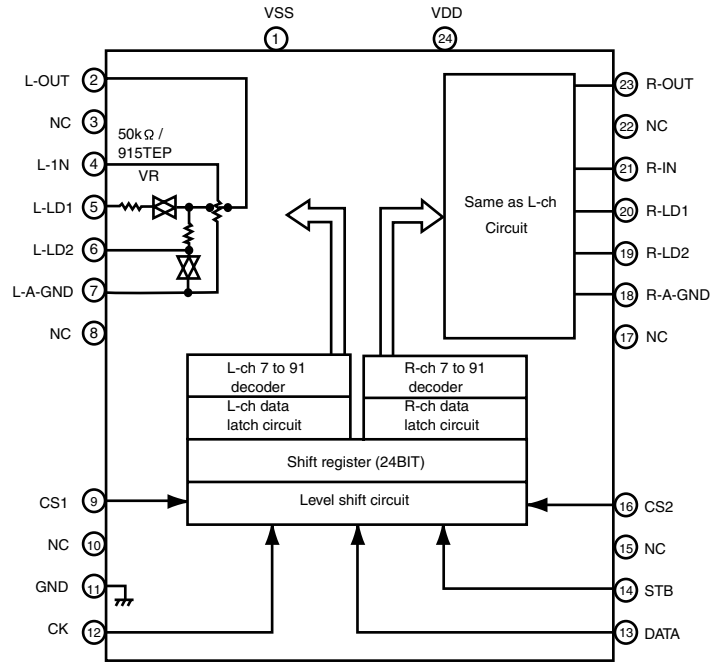 VSS
VDD
1
24
L-OUT 2
NC 3
50kΩ /
915TEP
VR
L-1N 4
L-LD1 5
L-LD2 6
L-A-GND 7
NC 8
23 R-OUT
22 NC
21 R-IN
20 R-LD1
19 R-LD2
18 R-A-GND
17 NC
Same as L-ch
Circuit
L-ch 7 to 91
decoder
L-ch data
latch circuit
R-ch 7 to 91
decoder
R-ch data
latch circuit
Shift register (24BIT)
Level shift circuit
CS1 9
NC 10
GND 11
CK 12
16 CS2
15 NC
14 STB
13 DATA